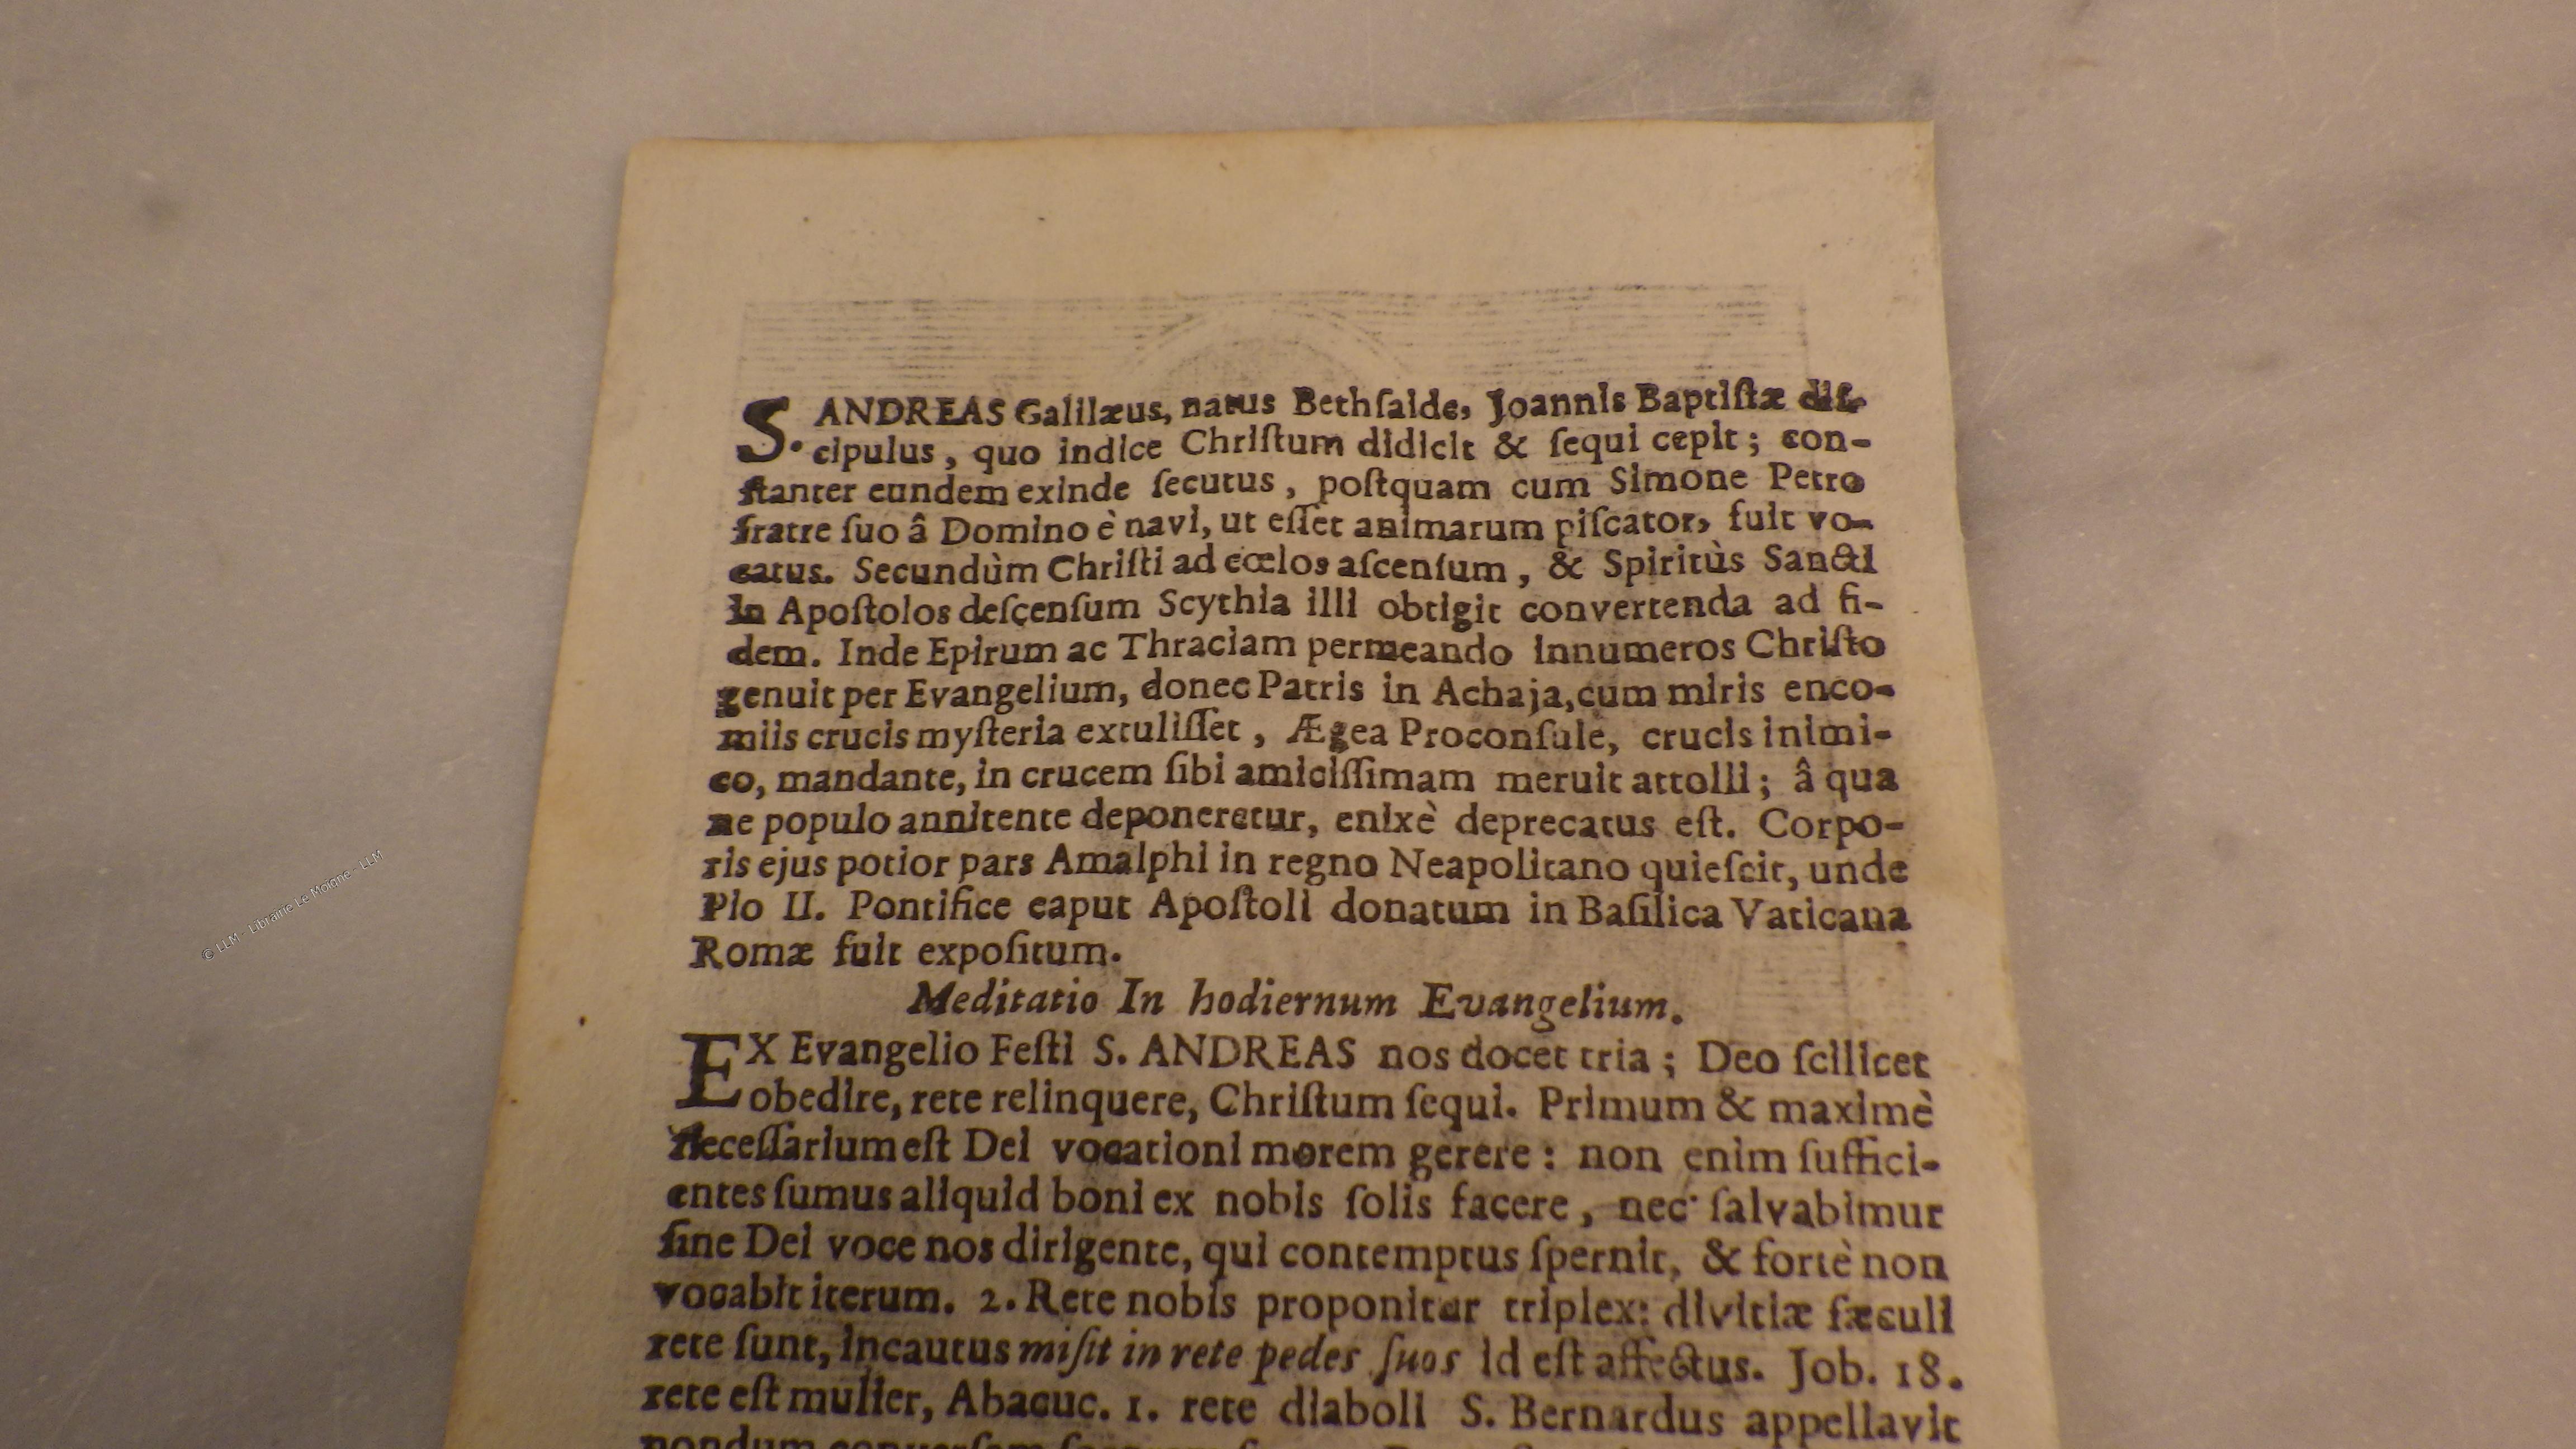 S. ANDREAS Galilæus, natus Bethſaide, Joannis Baptiſtæ diſ-
cipulus, quo indice Chriſtum didicit & ſequi cepit; con-
ſtanter eundem exinde ſecutus, poſtquam cum Simone Petro
fratre ſuo â Domino è navi, ut eſſet animarum piſcator, fuit vo-
catus. Secundùm Chriſti ad cœlos aſcenſum, & Spiritùs Sancti
in Apoſtolos deſcenſum Scythia illi obtigit convertenda ad fi-
dem. Inde Epirum ac Thraciam permeando innumeros Chriſto
genuit per Evangelium, donec Patris in Achaja, cum miris enco-
miis crucis myſteria extuliſſet, Ægea Proconſule, crucis inimi-
co, mandante, in crucem ſibi amiciſſimam meruit attolli; â qua
ne populo annitente deponeretur, enixè deprecatus eſt. Corpo-
ris ejus potior pars Amalphi in regno Neapolitano quieſcit, unde
Pio II. Pontifice caput Apoſtoli donatum in Baſilica Vaticana
Romæ fuit expoſitum.
Meditatio In hodiernum Evangelium.
EX Evangelio Feſti S. ANDREAS nos docet tria; Deo ſcilicet
obedire, rete relinquere, Chriſtum ſequi. Primum & maximè
neceſſarium eſt Dei vocationi morem gerere: non enim ſuffici-
entes ſumus aliquid boni ex nobis ſolis facere, nec ſalvabimur
ſine Dei voce nos dirigente, qui contemptus ſpernit, & fortè non
vocabit iterum. 2. Rete nobis proponitur triplex: divitiæ ſæculi
rete ſunt, incautus miſit in rete pedes ſuos id eſt affectus. Job. 18.
rete eſt mulier, Abacuc. 1. rete diaboli S. Bernardus appellavit
© LLM - Librairie Le Moigne - LLM